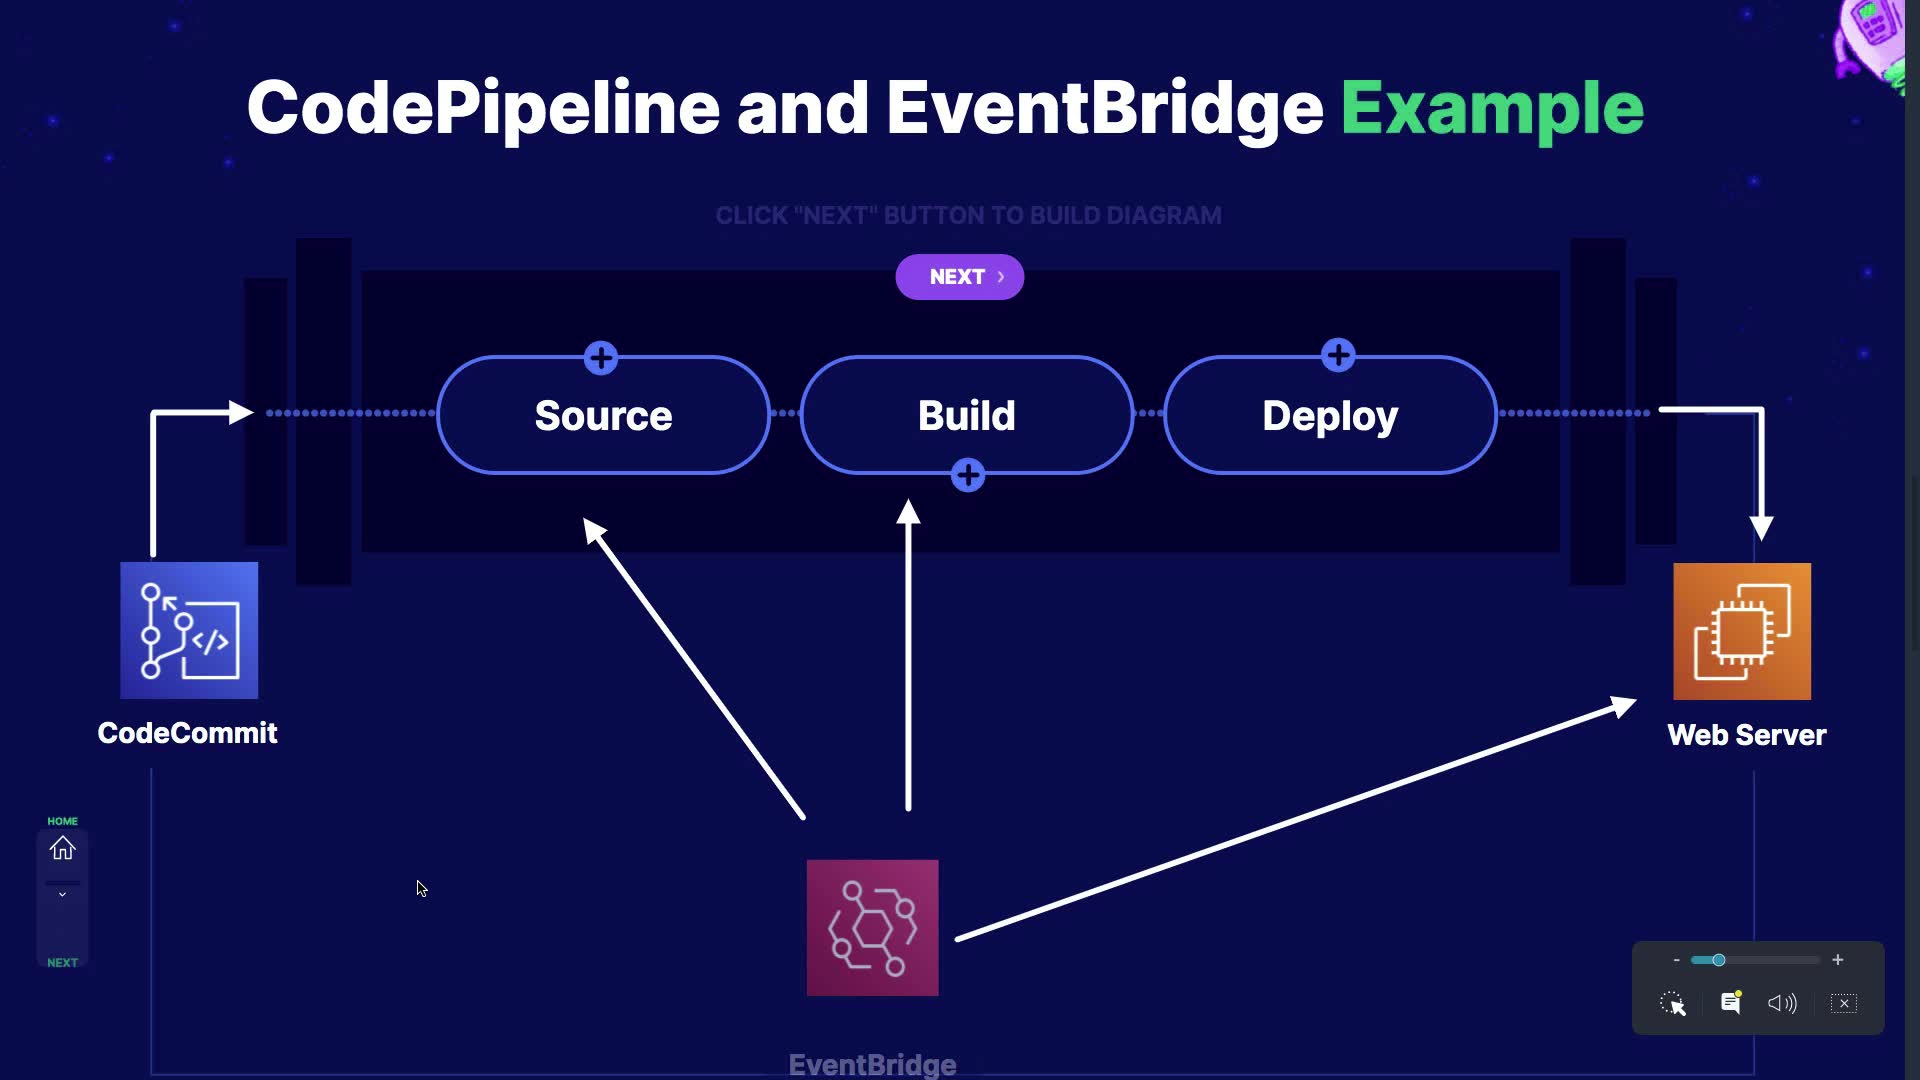 CodePipeline and EventBridge Example
CLICK "NEXT" BUTTON TO BUILD DIAGRAM
NEXT
Source
Build
Deploy
CodeCommit
Web Server
HOME
NEXT
EventBridge